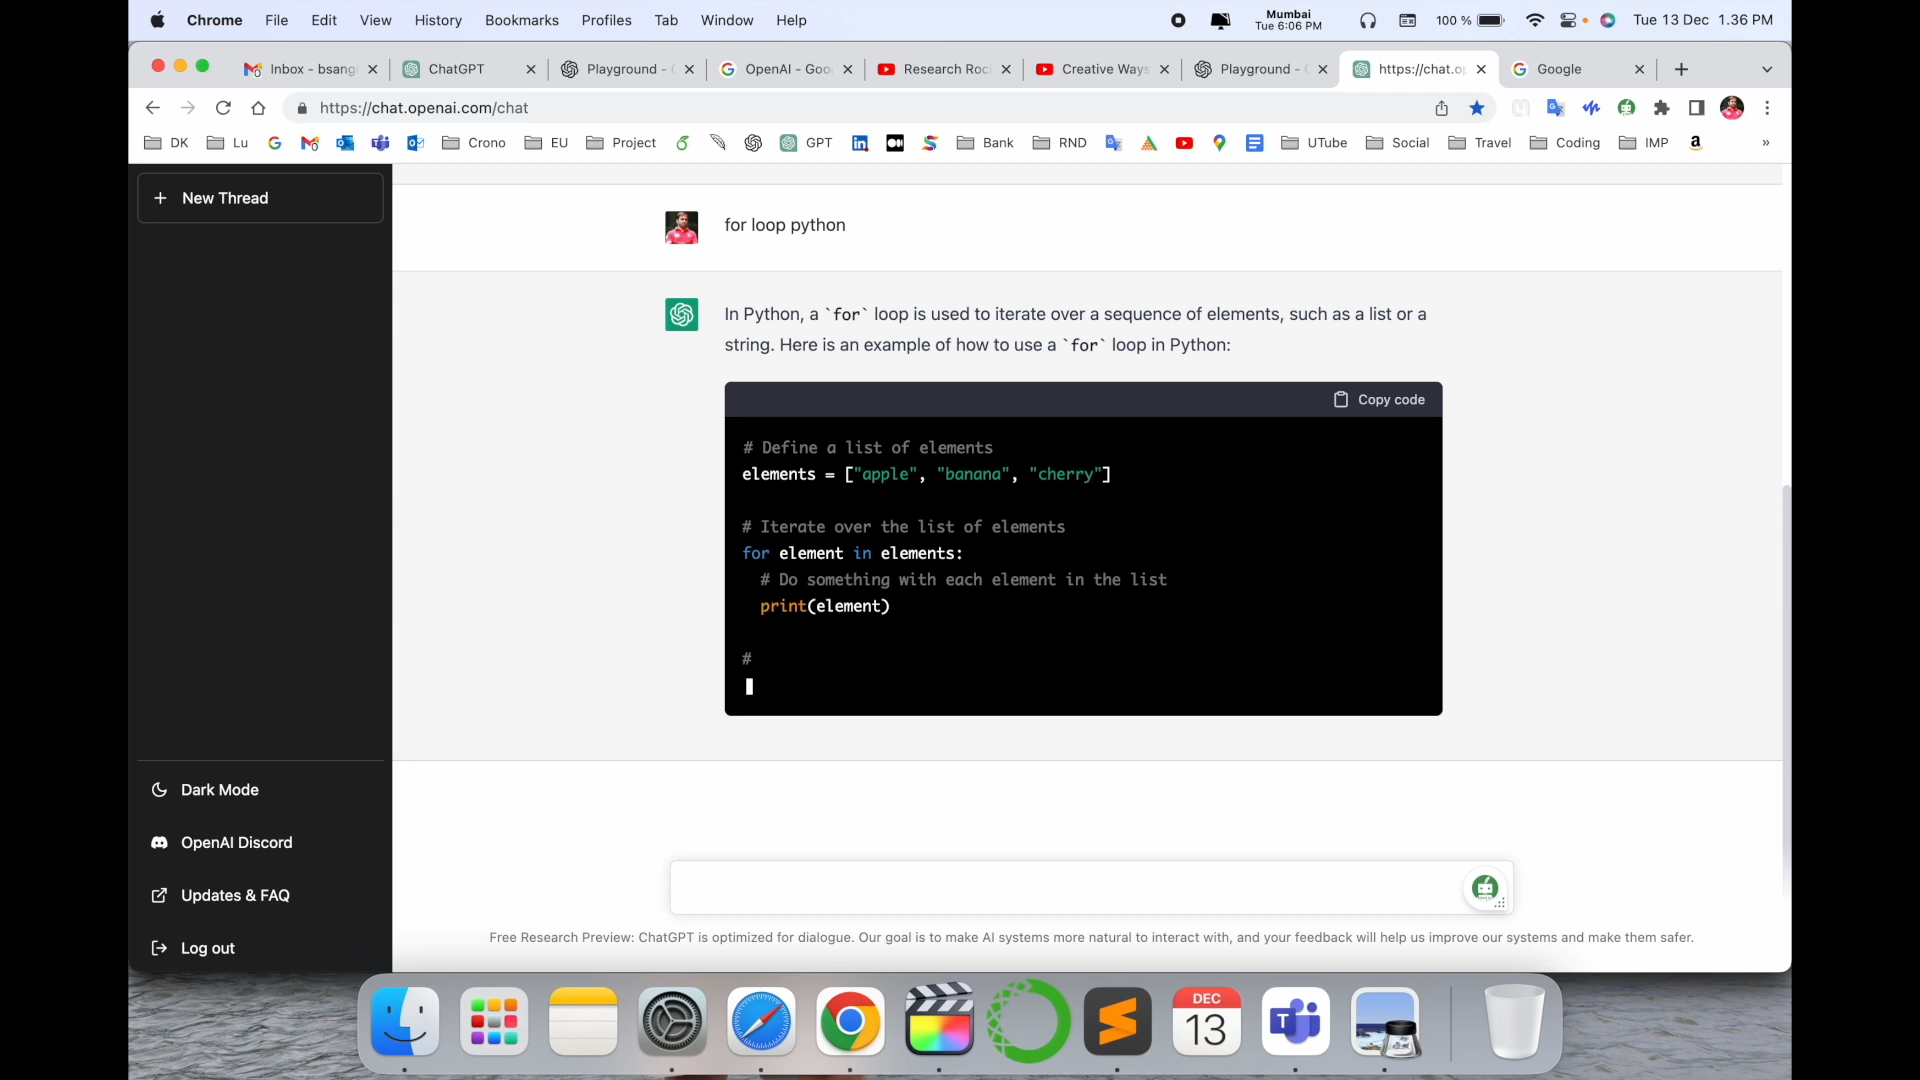 Chrome File Edit View History Bookmarks Profiles Tab Window Help
Mumbai
Tue 6:06 PM
100 %
Tue 13 Dec 1.36 PM
Inbox - bsang
ChatGPT
Playground -
OpenAI - Goo
Research Roc
Creative Ways
Playground -
https://chat.op
Google
https://chat.openai.com/chat
DK
Lu
Crono
EU
Project
GPT
Bank
RND
UTube
Social
Travel
Coding
IMP
a
»
New Thread
for loop python
In Python, a `for` loop is used to iterate over a sequence of elements, such as a list or a
string. Here is an example of how to use a `for` loop in Python:
Copy code
# Define a list of elements
elements = ["apple", "banana", "cherry"]
# Iterate over the list of elements
for element in elements:
# Do something with each element in the list
print(element)
#
Dark Mode
OpenAI Discord
Updates & FAQ
Log out
Free Research Preview: ChatGPT is optimized for dialogue. Our goal is to make AI systems more natural to interact with, and your feedback will help us improve our systems and make them safer.
DEC
13
T